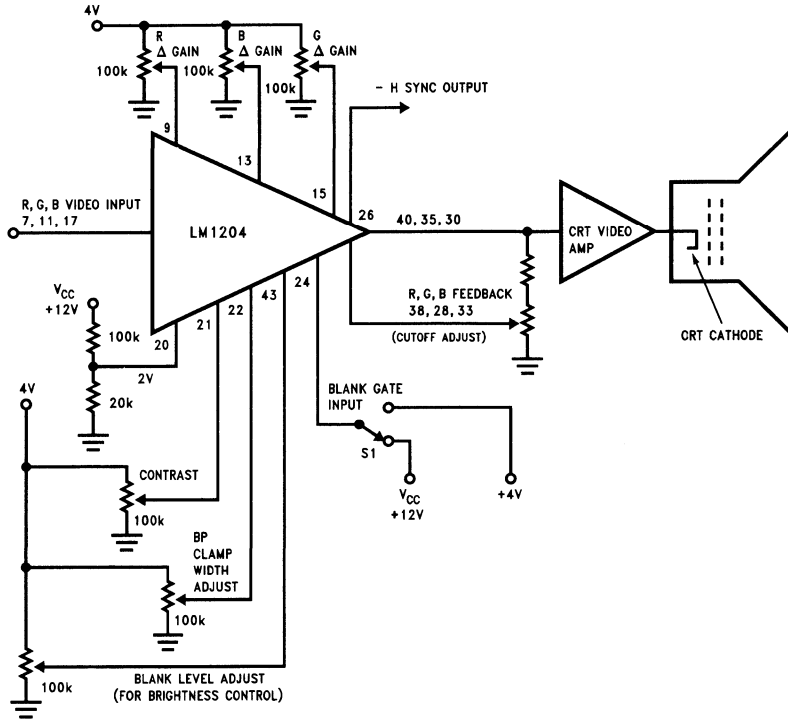 4V
R
Δ GAIN
100k
B
Δ GAIN
100k
G
Δ GAIN
100k
− H SYNC OUTPUT
9
13
15
26
R, G, B VIDEO INPUT
7, 11, 17
LM1204
40, 35, 30
CRT VIDEO
AMP
CRT CATHODE
VCC
+12V
100k
20
21
22
43
24
2V
20k
R, G, B FEEDBACK
38, 28, 33
(CUTOFF ADJUST)
4V
BLANK GATE
INPUT
S1
VCC
+12V
+4V
CONTRAST
100k
BP
CLAMP
WIDTH
ADJUST
100k
BLANK LEVEL ADJUST
(FOR BRIGHTNESS CONTROL)
100k